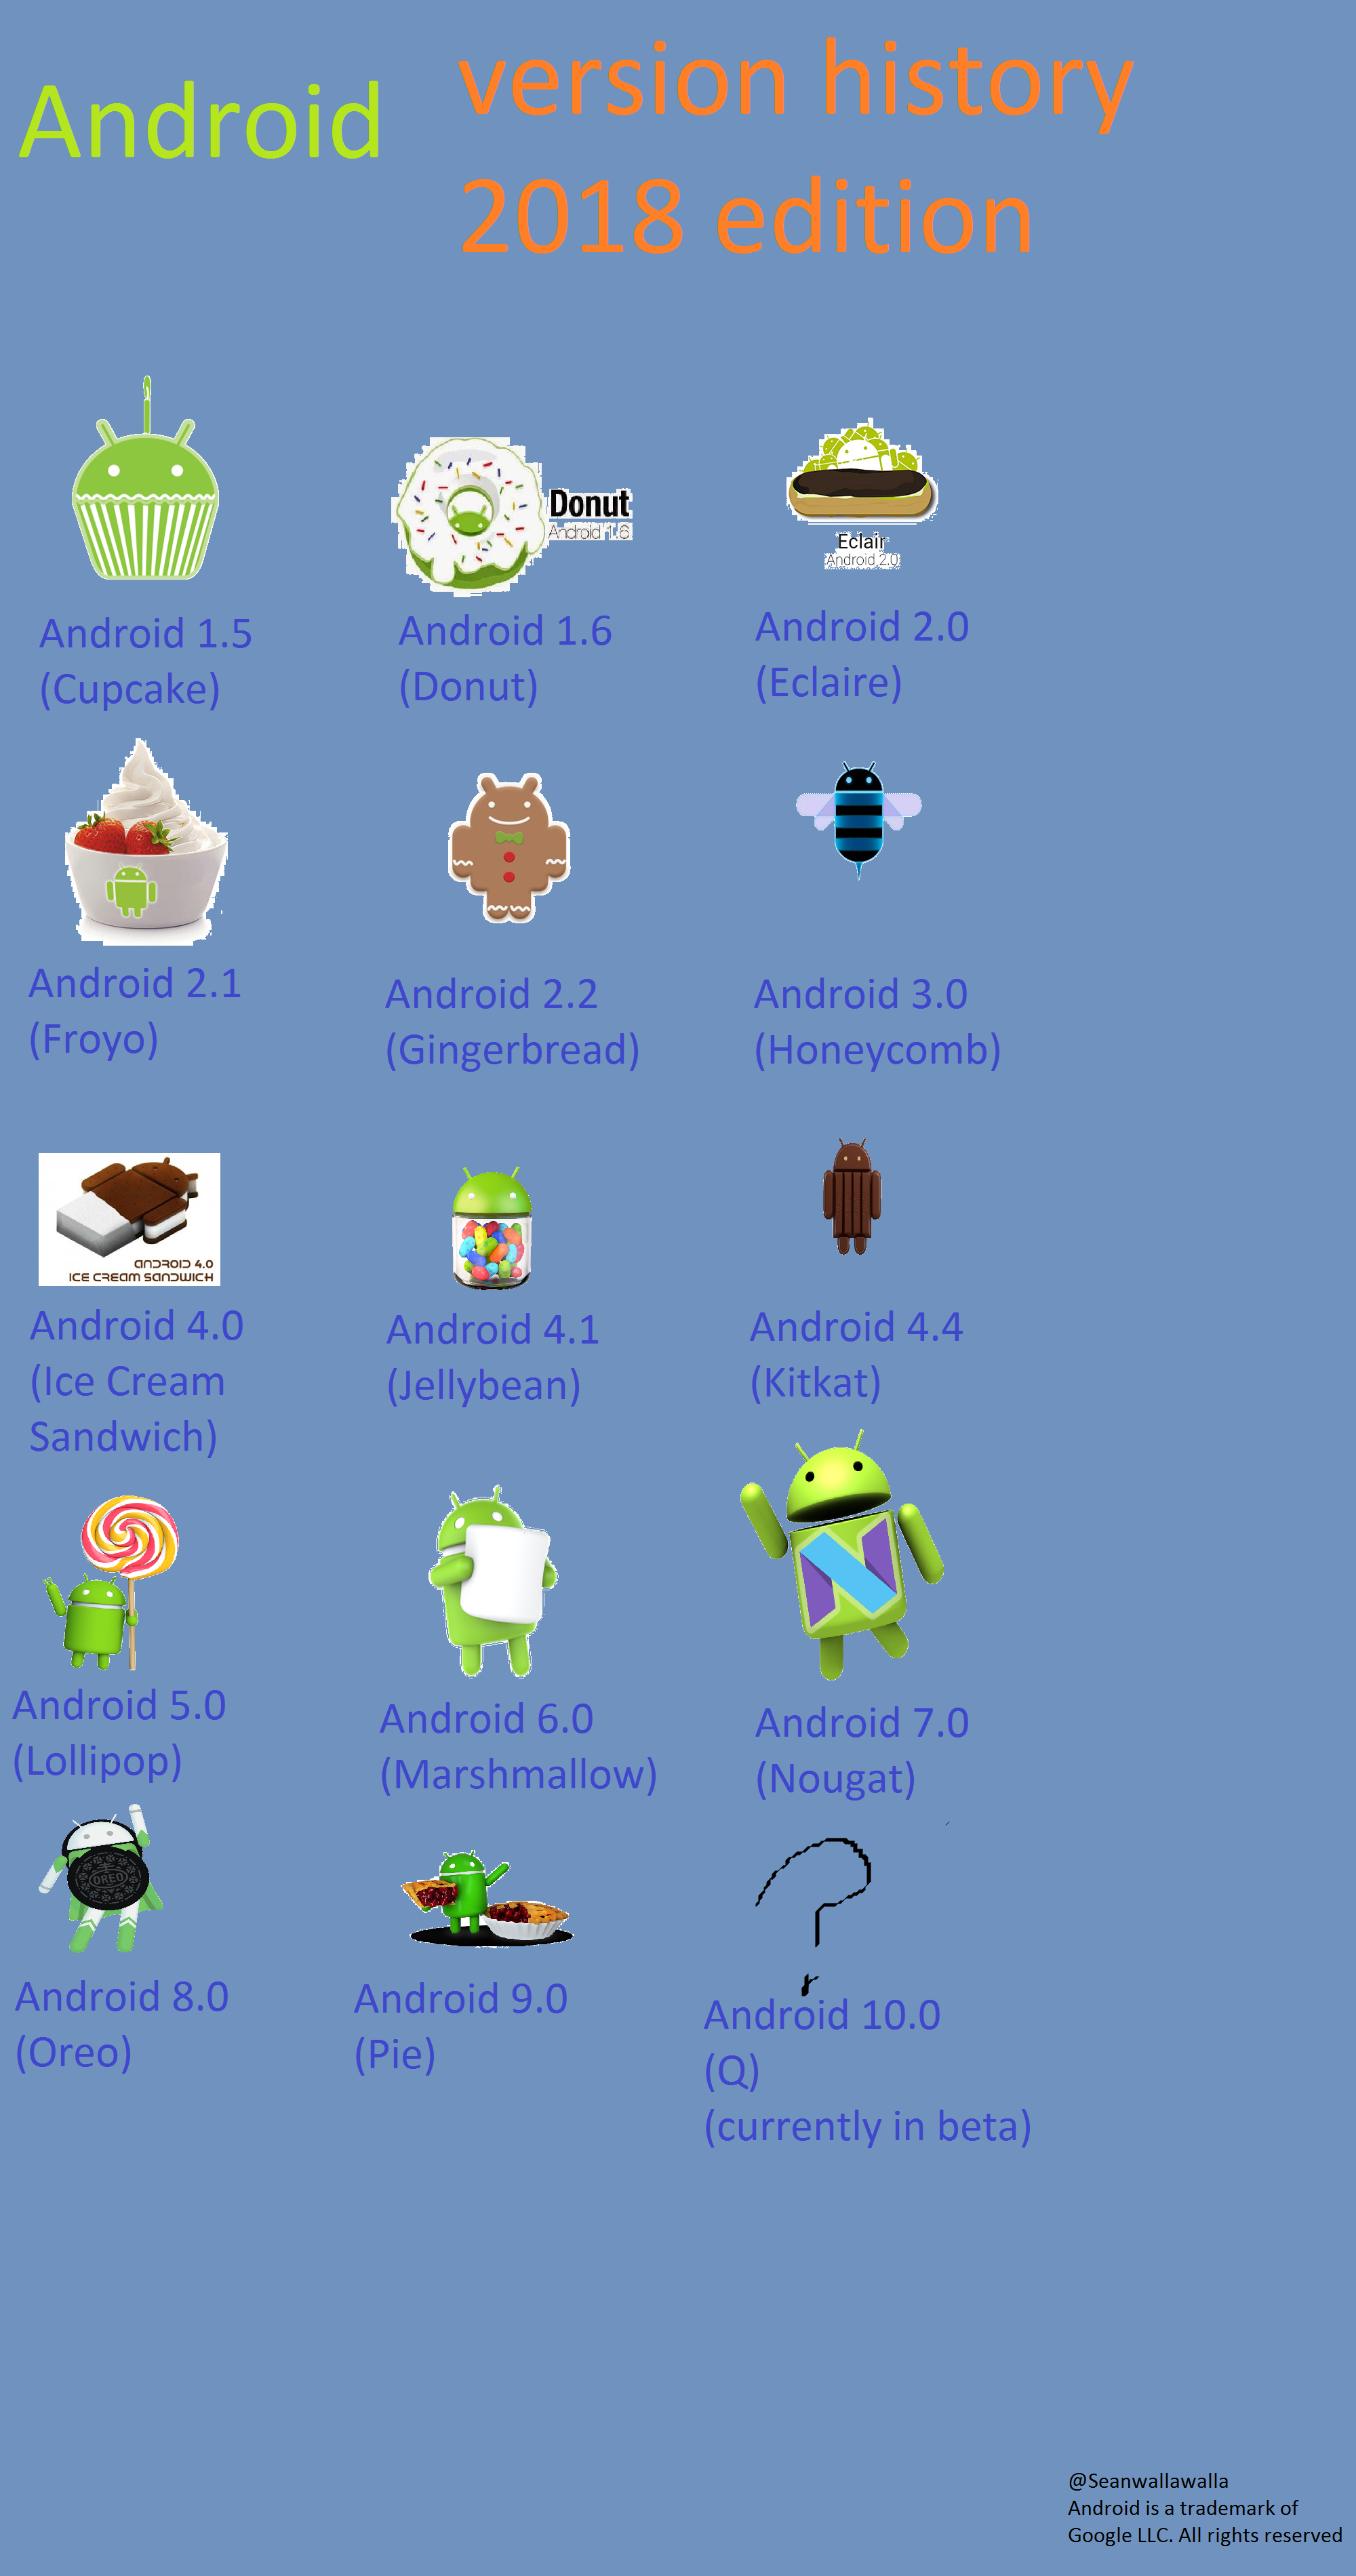 Android
version history
2018 edition
Donut
Android 1.6
Eclair
Android 2.0
Android 1.5
(Cupcake)
Android 1.6
(Donut)
Android 2.0
(Eclaire)
Android 2.1
(Froyo)
Android 2.2
(Gingerbread)
Android 3.0
(Honeycomb)
ANDROID 4.0
ICE CREAM SANDWICH
Android 4.0
(Ice Cream
Sandwich)
Android 4.1
(Jellybean)
Android 4.4
(Kitkat)
N
Android 5.0
(Lollipop)
Android 6.0
(Marshmallow)
Android 7.0
(Nougat)
OREO
?
Android 8.0
(Oreo)
Android 9.0
(Pie)
Android 10.0
(Q)
(currently in beta)
@Seanwallawalla
Android is a trademark of
Google LLC. All rights reserved